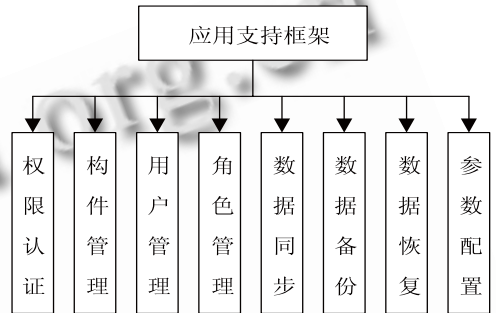 应用支持框架
权限认证
构件管理
用户管理
角色管理
数据同步
数据备份
数据恢复
参数配置
.org.cn